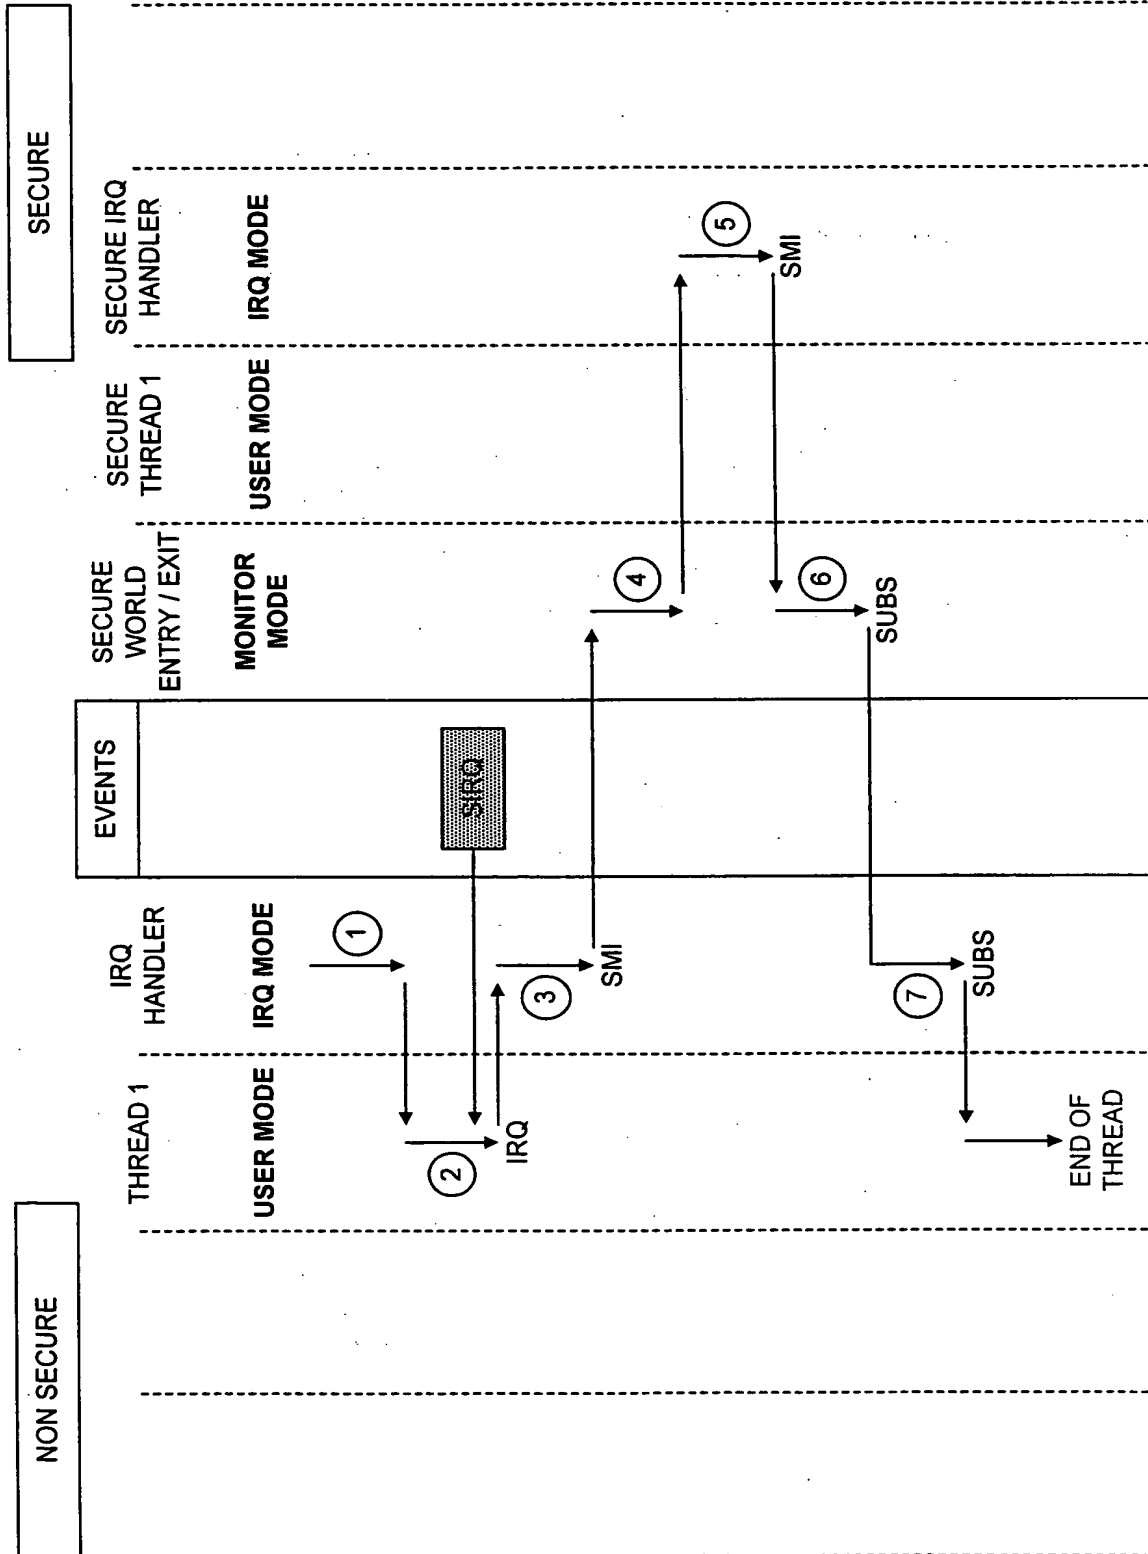 NON SECURE
SECURE
THREAD 1
USER MODE
IRQ
HANDLER
IRQ MODE
EVENTS
SECURE
WORLD
ENTRY / EXIT
MONITOR
MODE
SECURE
THREAD 1
USER MODE
SECURE IRQ
HANDLER
IRQ MODE
1
2
IRQ
SIRQ
3
SMI
4
5
SMI
6
SUBS
7
SUBS
END OF
THREAD